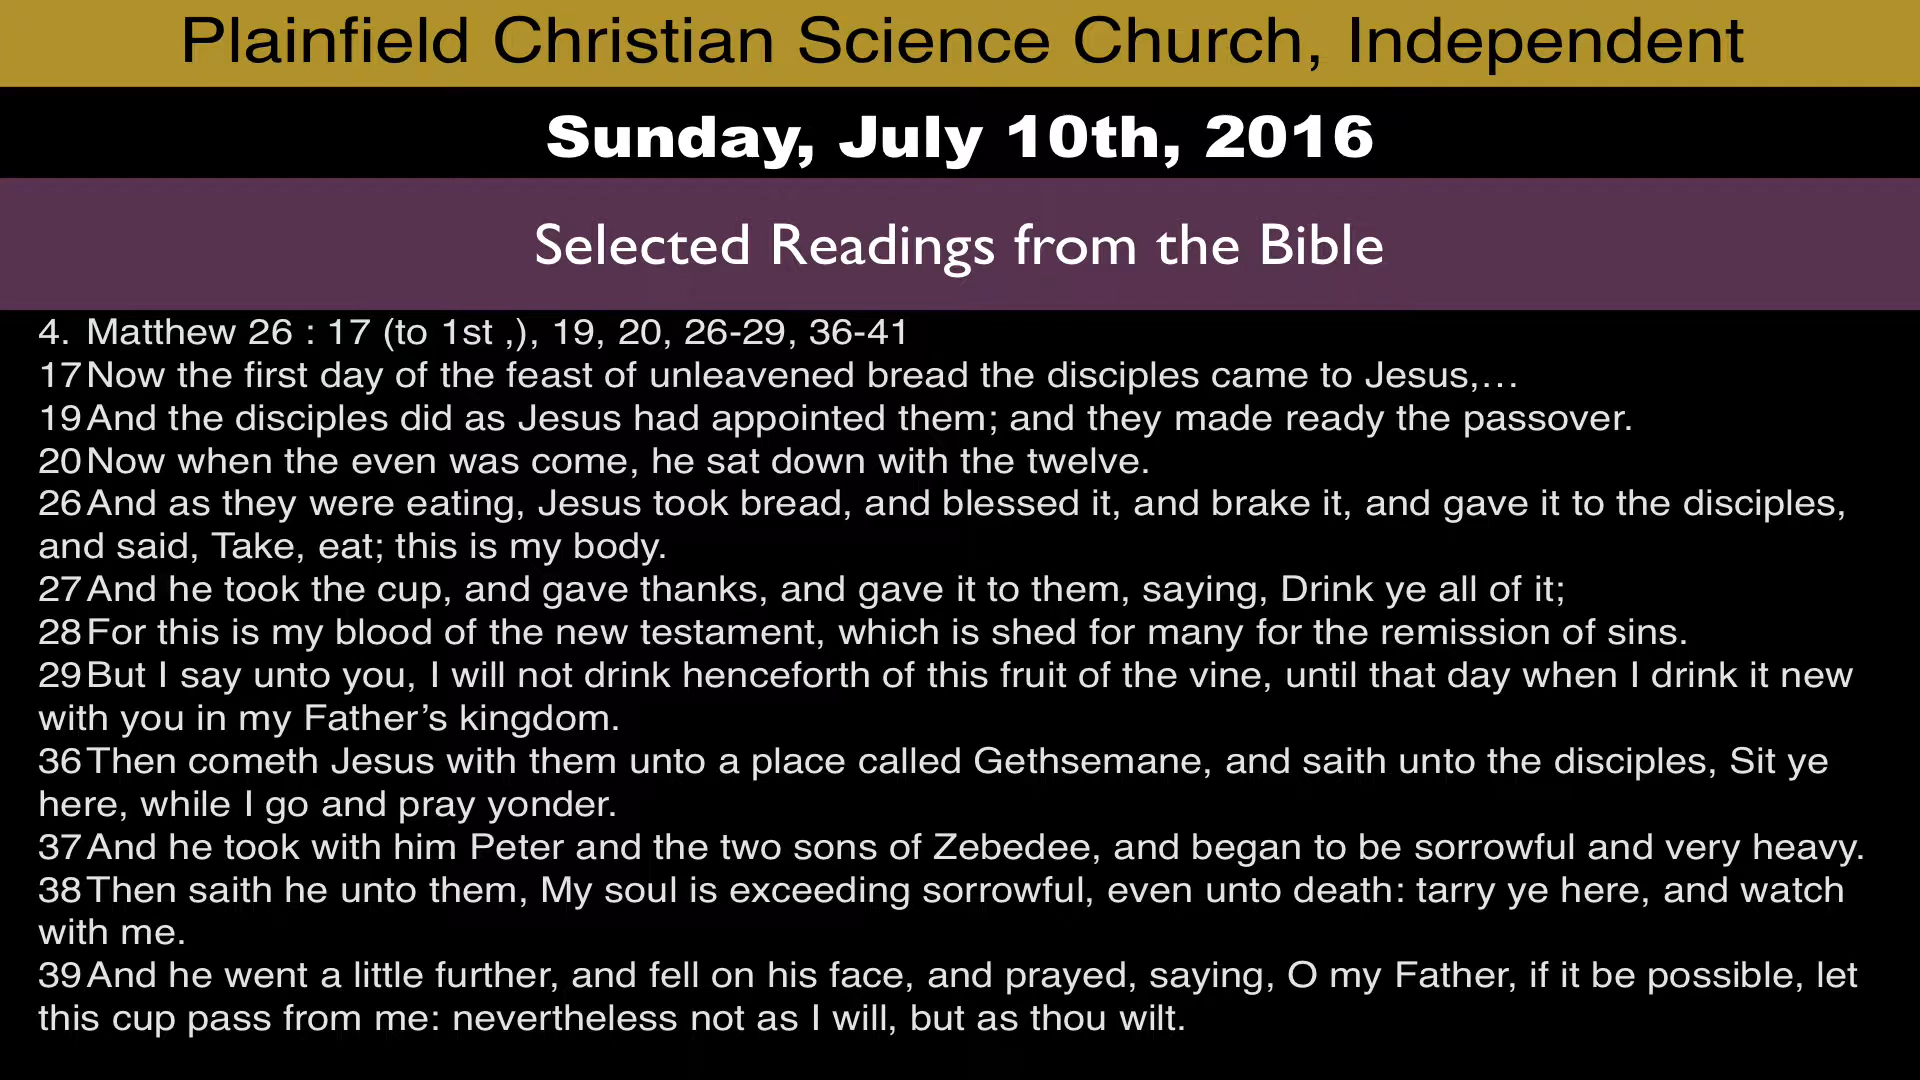 Plainfield Christian Science Church, Independent
Sunday, July 10th, 2016
Selected Readings from the Bible
4. Matthew 26 : 17 (to 1st ,), 19, 20, 26-29, 36-41
17 Now the first day of the feast of unleavened bread the disciples came to Jesus,…
19 And the disciples did as Jesus had appointed them; and they made ready the passover.
20 Now when the even was come, he sat down with the twelve.
26 And as they were eating, Jesus took bread, and blessed it, and brake it, and gave it to the disciples,
and said, Take, eat; this is my body.
27 And he took the cup, and gave thanks, and gave it to them, saying, Drink ye all of it;
28 For this is my blood of the new testament, which is shed for many for the remission of sins.
29 But I say unto you, I will not drink henceforth of this fruit of the vine, until that day when I drink it new
with you in my Father’s kingdom.
36 Then cometh Jesus with them unto a place called Gethsemane, and saith unto the disciples, Sit ye
here, while I go and pray yonder.
37 And he took with him Peter and the two sons of Zebedee, and began to be sorrowful and very heavy.
38 Then saith he unto them, My soul is exceeding sorrowful, even unto death: tarry ye here, and watch
with me.
39 And he went a little further, and fell on his face, and prayed, saying, O my Father, if it be possible, let
this cup pass from me: nevertheless not as I will, but as thou wilt.